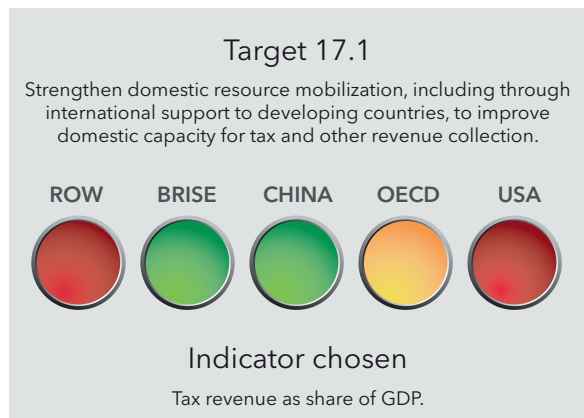 Target 17.1
Strengthen domestic resource mobilization, including through
international support to developing countries, to improve
domestic capacity for tax and other revenue collection.
ROW BRISE CHINA OECD USA
Indicator chosen
Tax revenue as share of GDP.